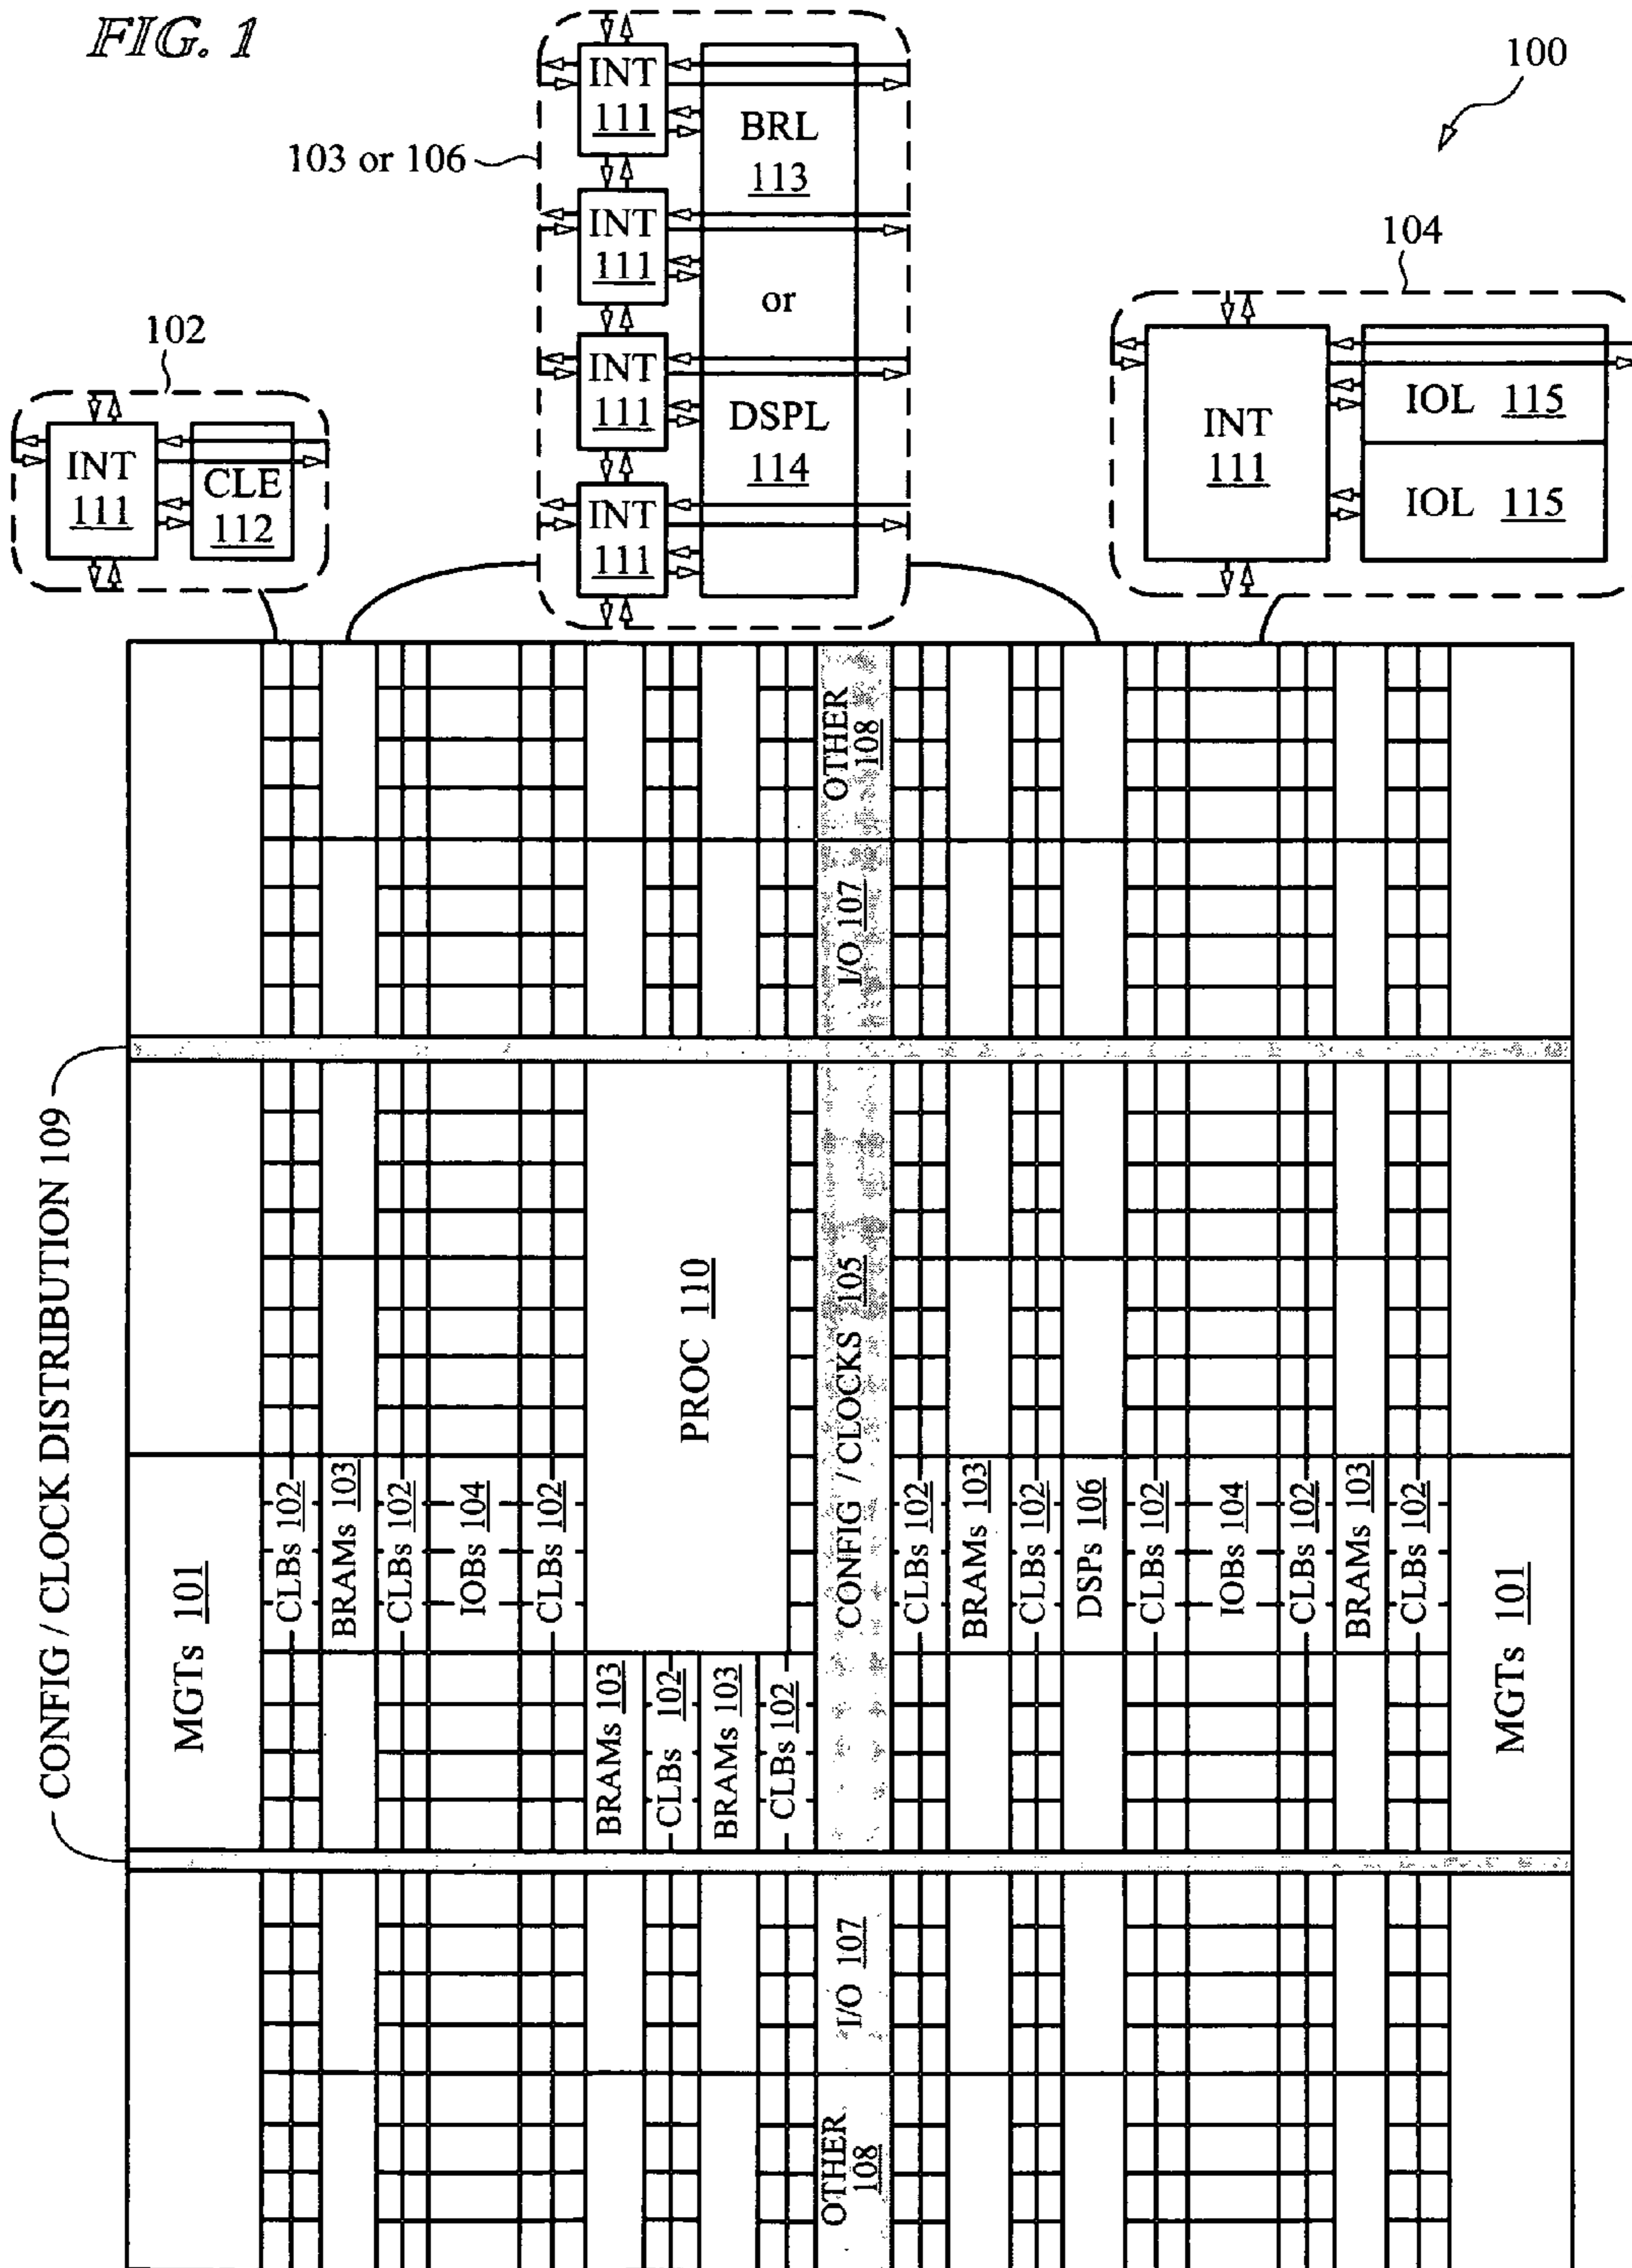 FIG. 1
100
103 or 106
INT
111
INT
111
INT
111
INT
111
BRL
113
or
DSPL
114
104
INT
111
IOL 115
IOL 115
102
INT
111
CLE
112
CONFIG / CLOCK DISTRIBUTION 109
OTHER
108
I/O 107
PROC 110
CONFIG / CLOCKS 105
MGTs 101
CLBs 102
BRAMs 103
CLBs 102
IOBs 104
CLBs 102
BRAMs 103
CLBs 102
BRAMs 103
CLBs 102
CLBs 102
BRAMs 103
CLBs 102
DSPs 106
CLBs 102
IOBs 104
CLBs 102
BRAMs 103
CLBs 102
MGTs 101
I/O 107
OTHER
108